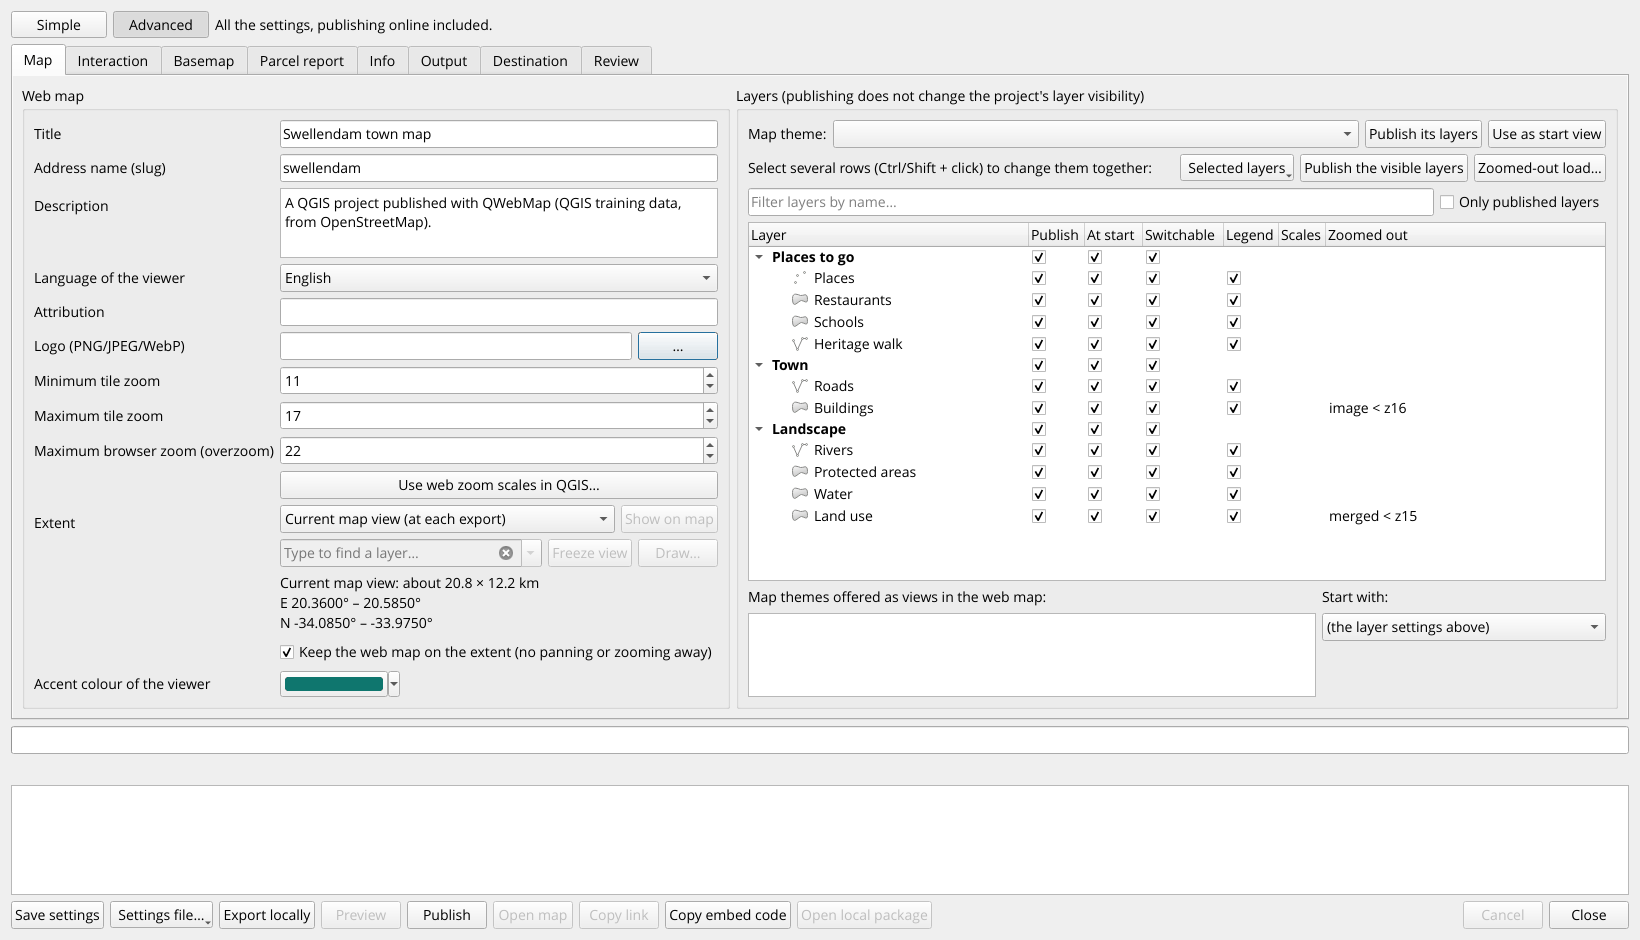 Simple Advanced All the settings, publishing online included.
Map Interaction Basemap Parcel report Info Output Destination Review
Web map
Title Swellendam town map
Address name (slug) swellendam
Description A QGIS project published with QWebMap (QGIS training data,
from OpenStreetMap).
Language of the viewer English
Attribution
Logo (PNG/JPEG/WebP) ...
Minimum tile zoom 11
Maximum tile zoom 17
Maximum browser zoom (overzoom) 22
Use web zoom scales in QGIS...
Extent Current map view (at each export) Show on map
Type to find a layer... Freeze view Draw...
Current map view: about 20.8 × 12.2 km
E 20.3600° – 20.5850°
N -34.0850° – -33.9750°
Keep the web map on the extent (no panning or zooming away)
Accent colour of the viewer
Layers (publishing does not change the project's layer visibility)
Map theme: Publish its layers Use as start view
Select several rows (Ctrl/Shift + click) to change them together: Selected layers Publish the visible layers Zoomed-out load...
Filter layers by name... Only published layers
Layer Publish At start Switchable Legend Scales Zoomed out
Places to go
Places
Restaurants
Schools
Heritage walk
Town
Roads
Buildings image < z16
Landscape
Rivers
Protected areas
Water
Land use merged < z15
Map themes offered as views in the web map: Start with:
(the layer settings above)
Save settings Settings file... Export locally Preview Publish Open map Copy link Copy embed code Open local package Cancel Close